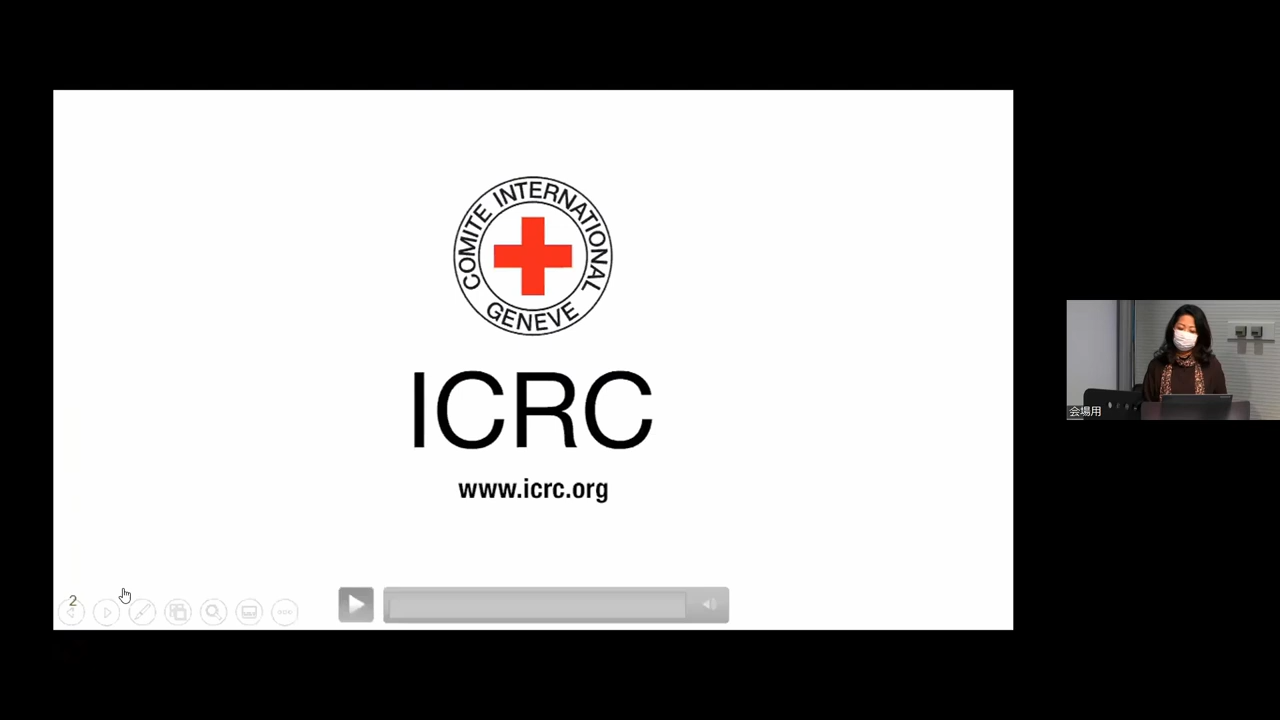 COMITE INTERNATIONAL
GENEVE
ICRC
www.icrc.org
2
会場用